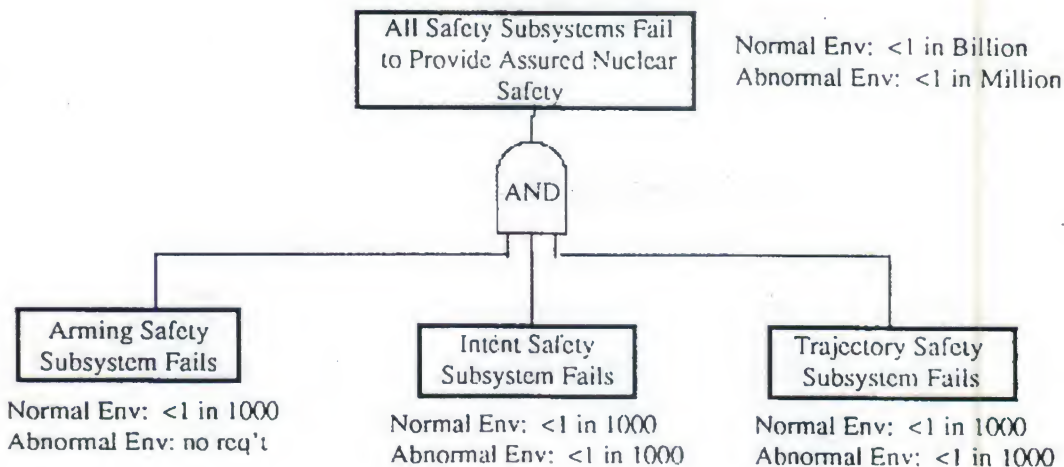 All Safety Subsystems Fail
to Provide Assured Nuclear
Safety
Normal Env: <1 in Billion
Abnormal Env: <1 in Million
AND
Arming Safety
Subsystem Fails
Normal Env: <1 in 1000
Abnormal Env: no req't
Intent Safety
Subsystem Fails
Normal Env: <1 in 1000
Abnormal Env: <1 in 1000
Trajectory Safety
Subsystem Fails
Normal Env: <1 in 1000
Abnormal Env: <1 in 1000